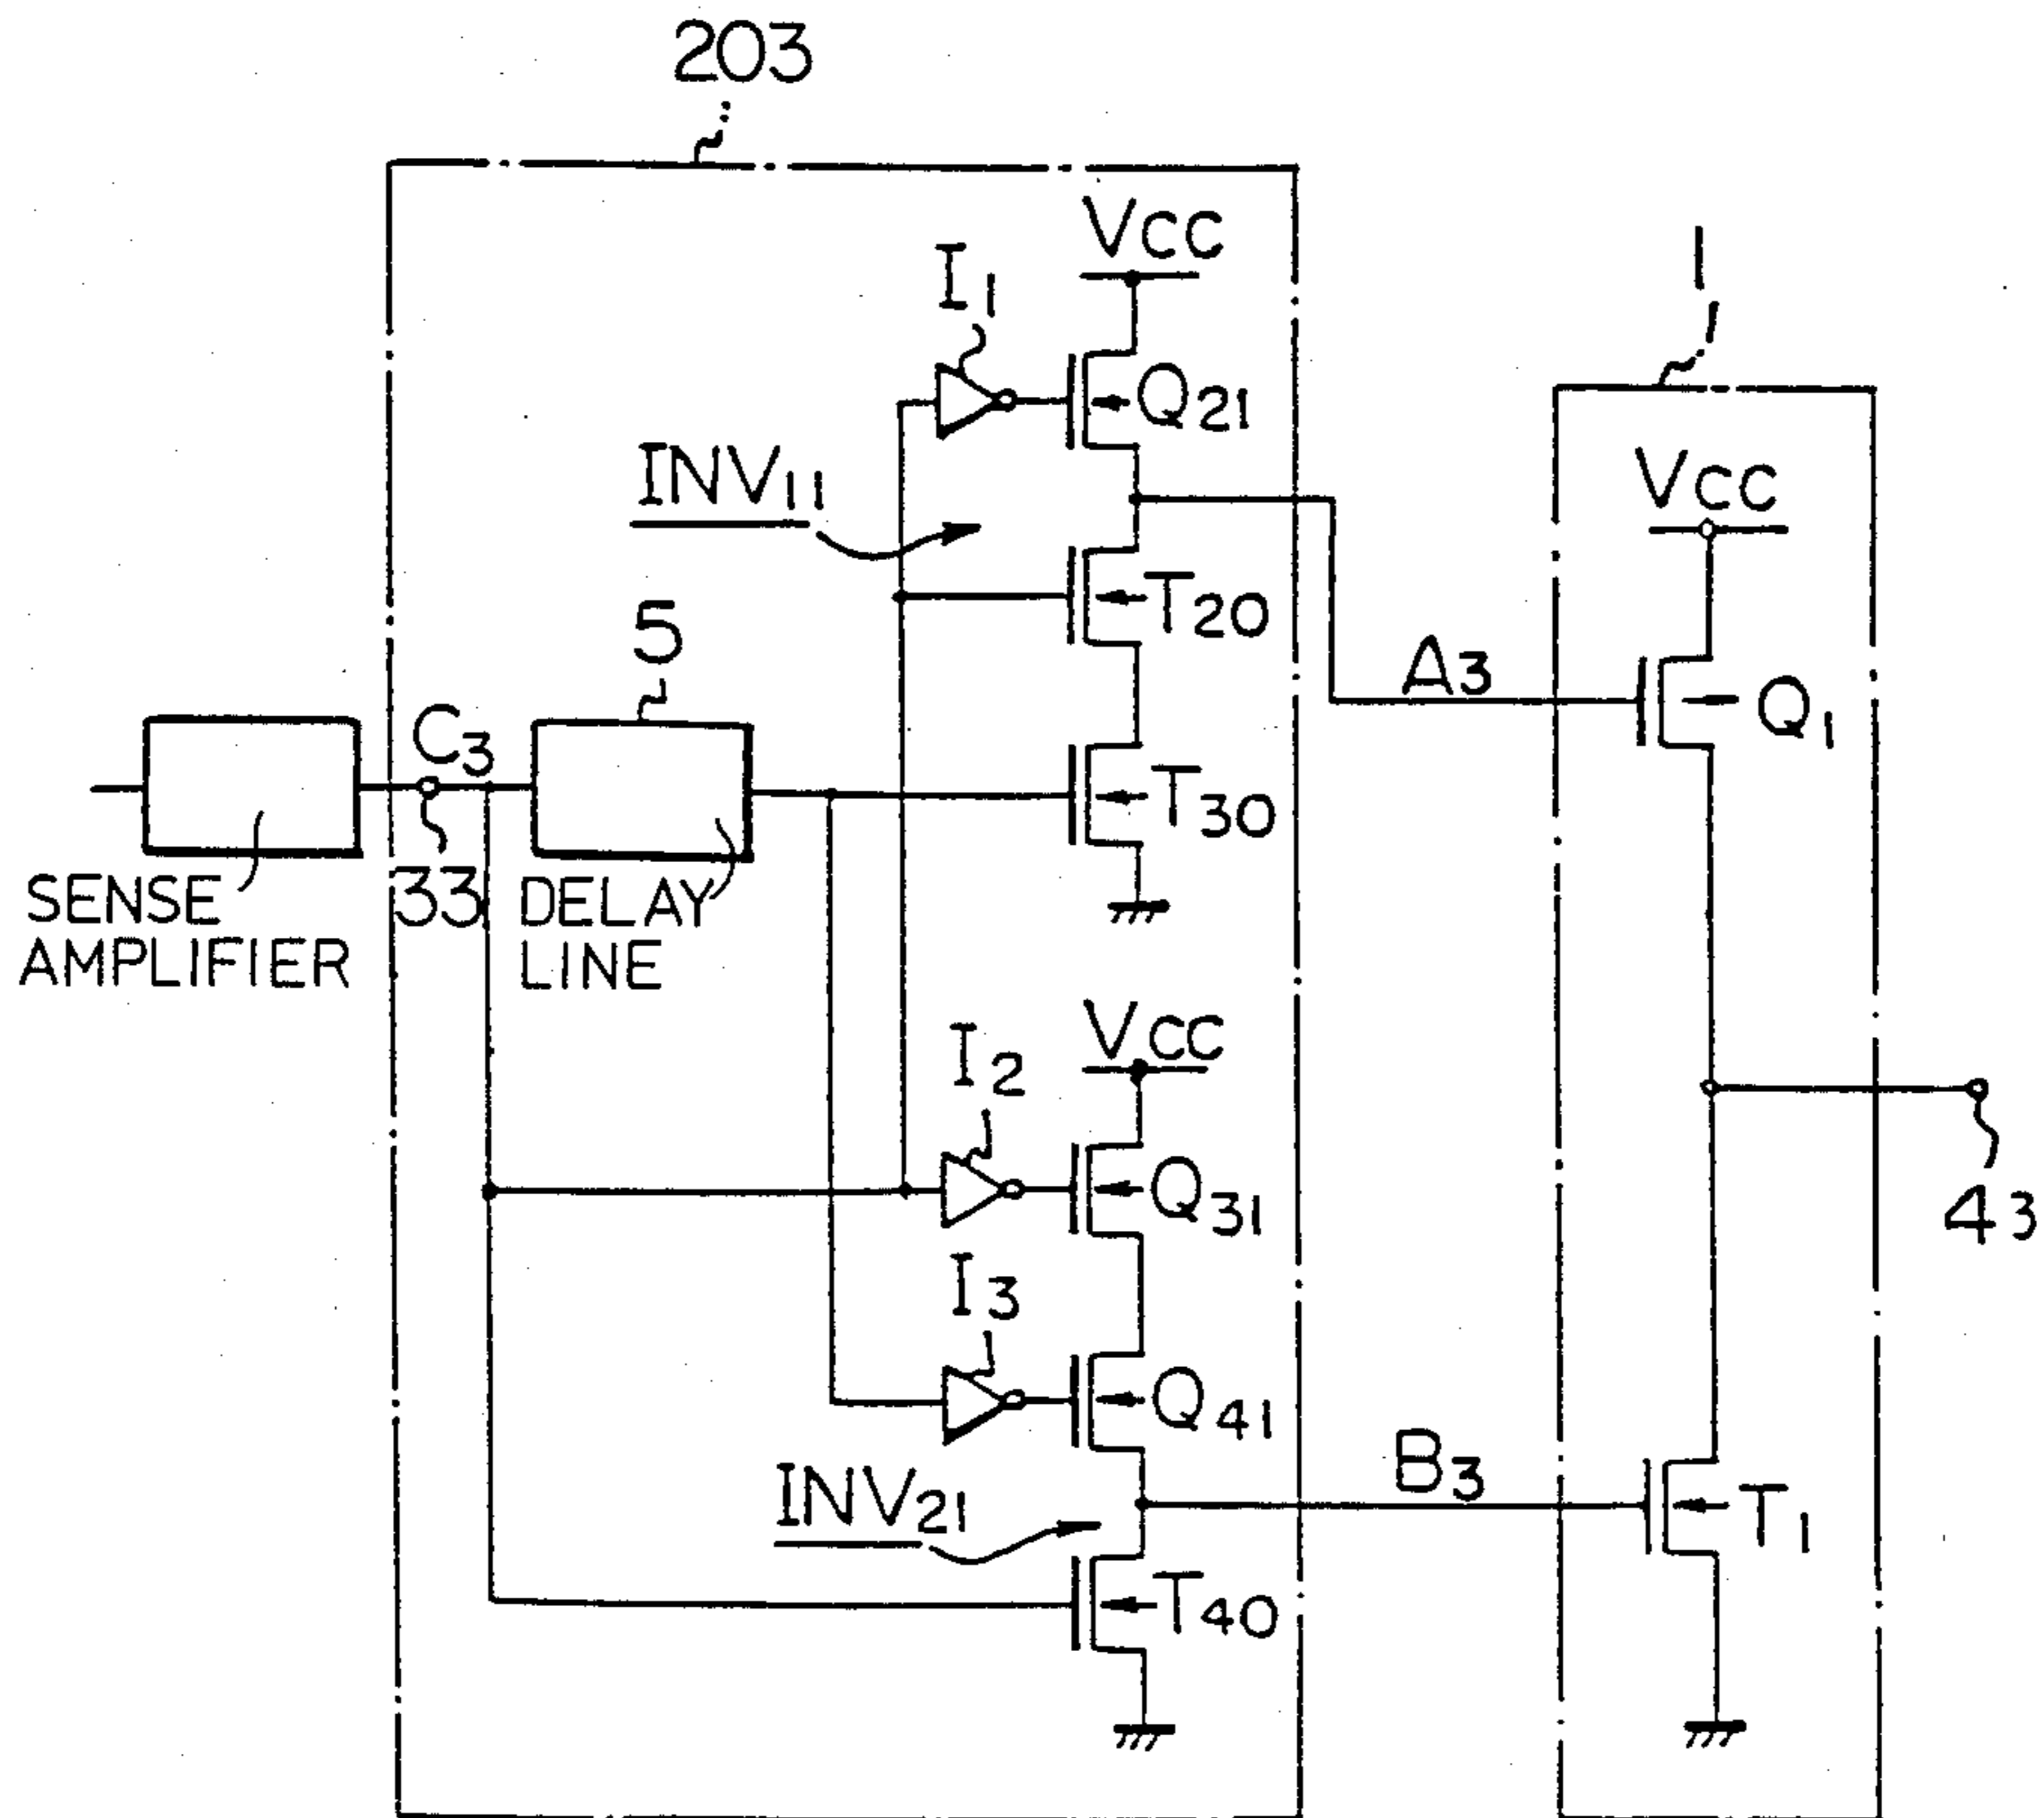 203
VCC
I1
1
Q21
INV11
VCC
T20
5
A3
Q1
C3
T30
33
SENSE
AMPLIFIER
DELAY
LINE
VCC
I2
Q31
43
I3
Q41
B3
INV21
T1
T40